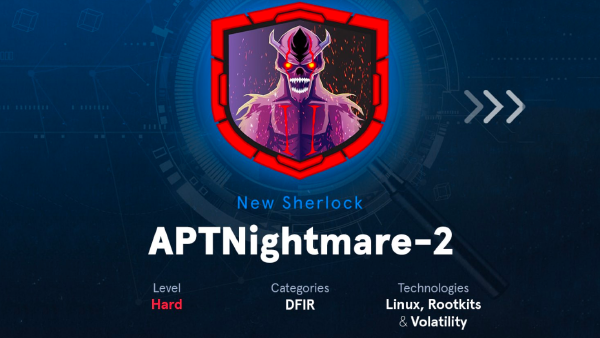 New Sherlock
APTNightmare-2
Level
Hard
Categories
DFIR
Technologies
Linux, Rootkits
& Volatility